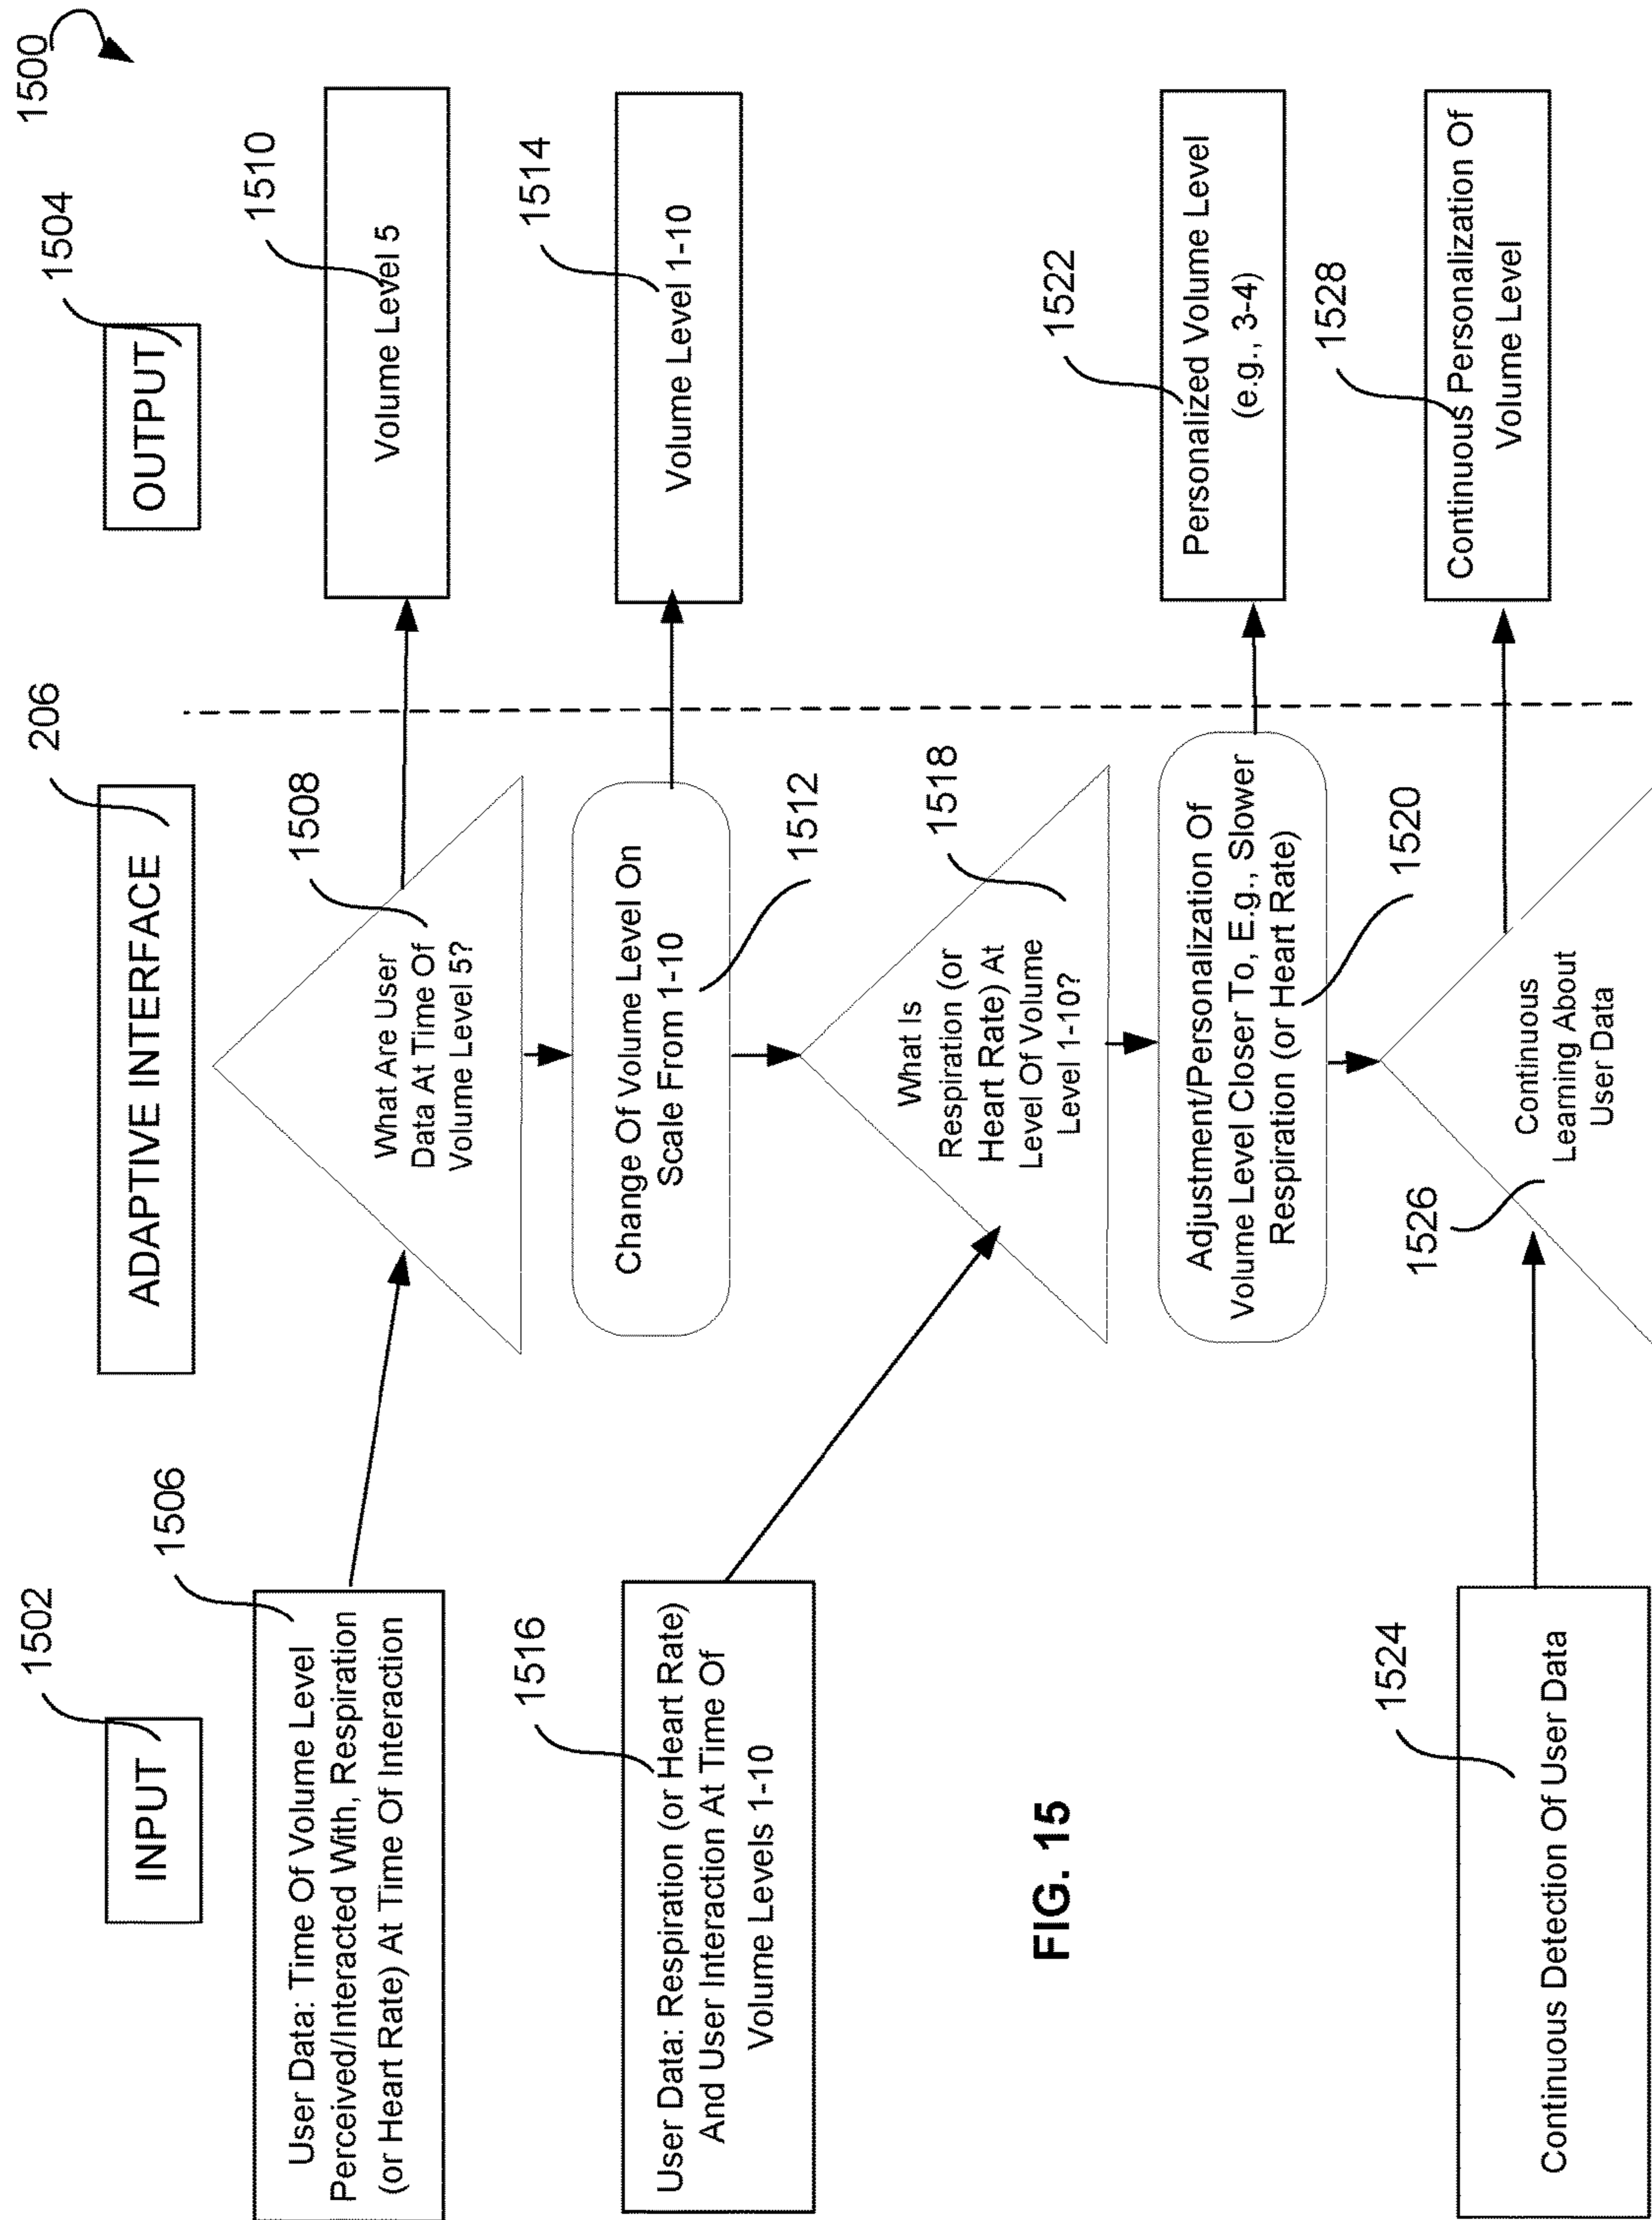 1500
1502
INPUT
206
ADAPTIVE INTERFACE
1504
OUTPUT
1506
User Data: Time Of Volume Level
Perceived/Interacted With, Respiration
(or Heart Rate) At Time Of Interaction
1508
What Are User
Data At Time Of
Volume Level 5?
1510
Volume Level 5
Change Of Volume Level On
Scale From 1-10
1512
1514
Volume Level 1-10
1516
User Data: Respiration (or Heart Rate)
And User Interaction At Time Of
Volume Levels 1-10
1518
What Is
Respiration (or
Heart Rate) At
Level Of Volume
Level 1-10?
Adjustment/Personalization Of
Volume Level Closer To, E.g., Slower
Respiration (or Heart Rate)
1520
1522
Personalized Volume Level
(e.g., 3-4)
1524
Continuous Detection Of User Data
1526
Continuous
Learning About
User Data
1528
Continuous Personalization Of
Volume Level
FIG. 15